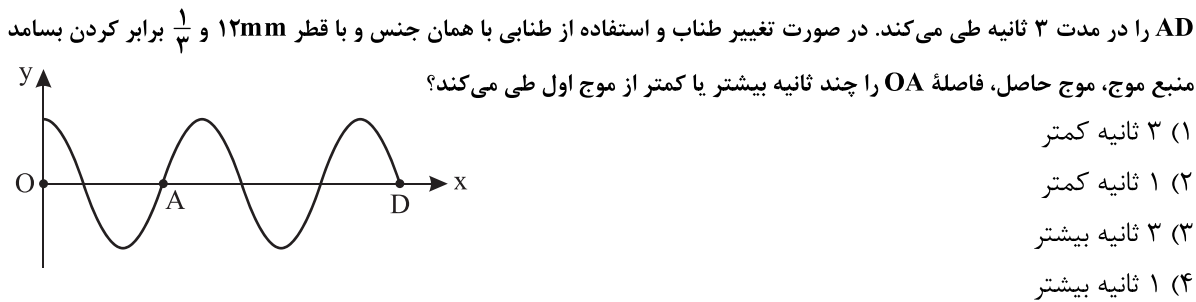 AD را در مدت ۳ ثانیه طی می‌کند. در صورت تغییر طناب و استفاده از طنابی با همان جنس و با قطر ۱۲mm و ۱/۳ برابر کردن بسامد
منبع موج، موج حاصل، فاصلۀ OA را چند ثانیه بیشتر یا کمتر از موج اول طی می‌کند؟
۱) ۳ ثانیه کمتر
۲) ۱ ثانیه کمتر
۳) ۳ ثانیه بیشتر
۴) ۱ ثانیه بیشتر
y
O
A
D
x